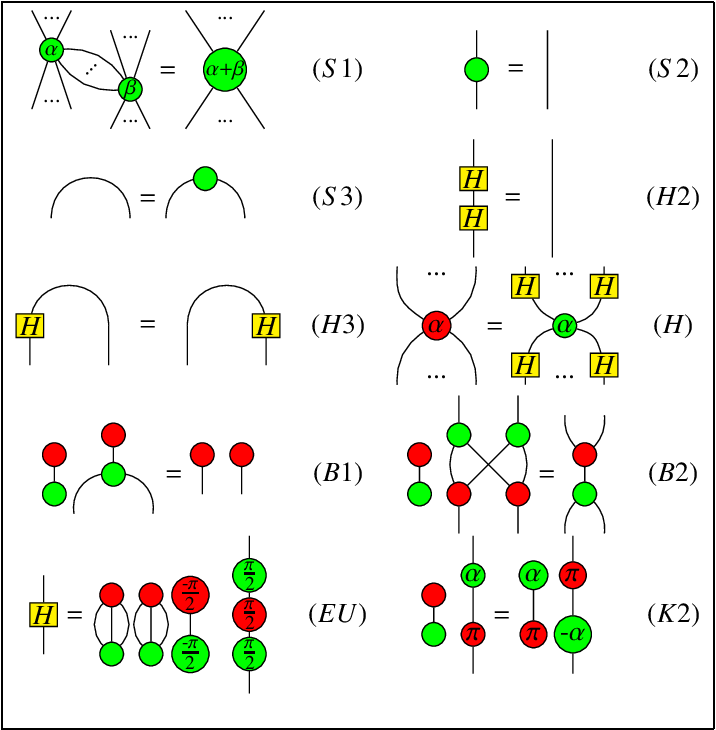 ... ... ...
α ... β = α+β (S1) = (S2)
... ... ...
= (S3) H H = (H2)
... ...
H = H (H3) α = H H α H H (H)
... ...
= (B1) = (B2)
H = -π/2 -π/2 π/2 π/2 π/2 (EU) α π = α π π -α (K2)